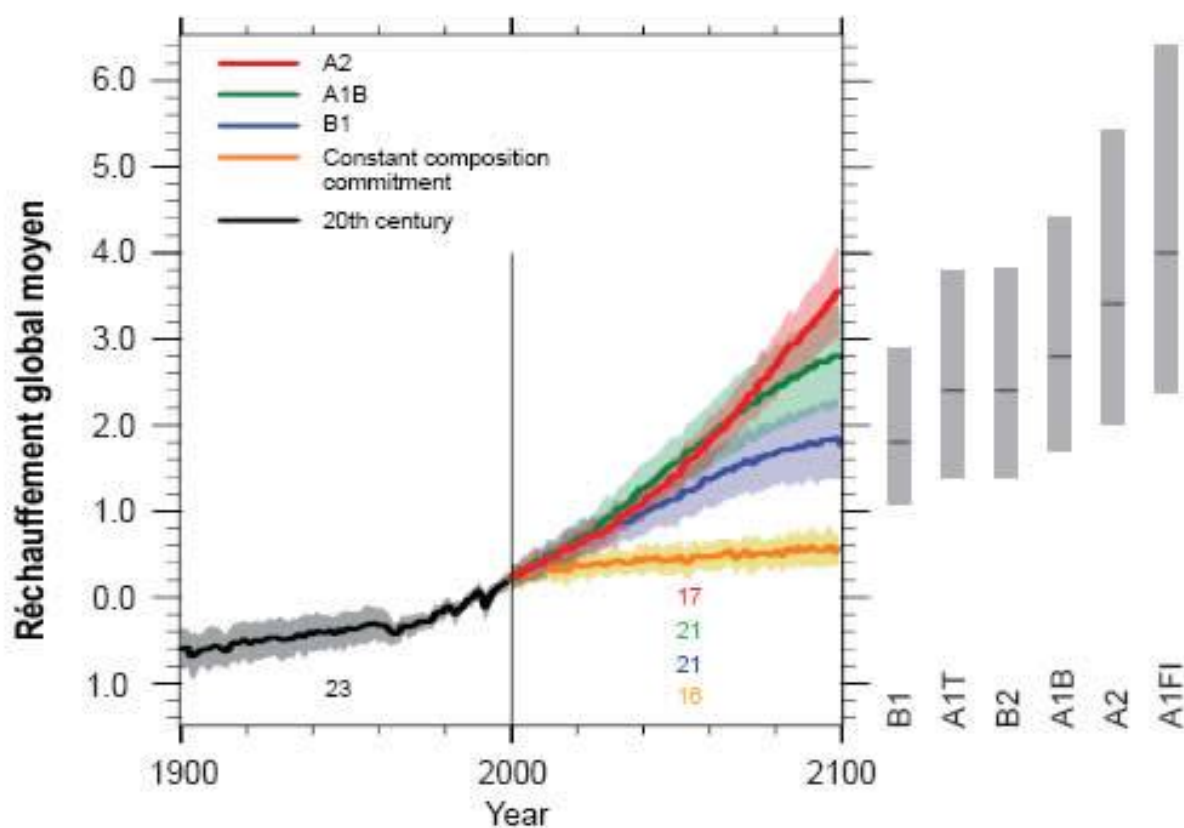 A2
A1B
B1
Constant composition
commitment
20th century
Réchauffement global moyen
6.0
5.0
4.0
3.0
2.0
1.0
0.0
1.0
17
21
21
16
23
1900
2000
2100
Year
B1
A1T
B2
A1B
A2
A1FI